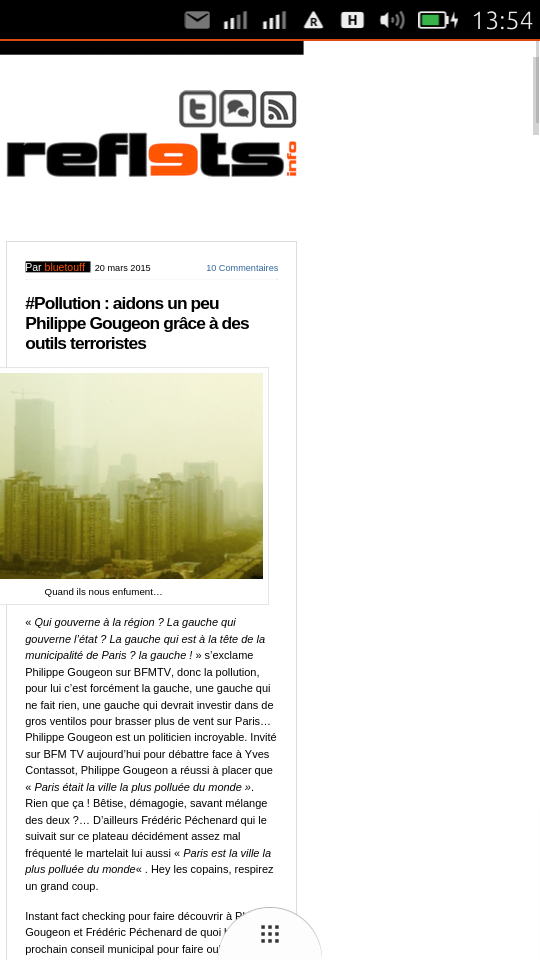 13:54
R
H
reflets
info
Par bluetouff 20 mars 2015 10 Commentaires
#Pollution : aidons un peu
Philippe Gougeon grâce à des
outils terroristes
Quand ils nous enfument…
« Qui gouverne à la région ? La gauche qui
gouverne l’état ? La gauche qui est à la tête de la
municipalité de Paris ? la gauche ! » s’exclame
Philippe Gougeon sur BFMTV, donc la pollution,
pour lui c’est forcément la gauche, une gauche qui
ne fait rien, une gauche qui devrait investir dans de
gros ventilos pour brasser plus de vent sur Paris…
Philippe Gougeon est un politicien incroyable. Invité
sur BFM TV aujourd’hui pour débattre face à Yves
Contassot, Philippe Gougeon a réussi à placer que
« Paris était la ville la plus polluée du monde ».
Rien que ça ! Bêtise, démagogie, savant mélange
des deux ?… D’ailleurs Frédéric Péchenard qui le
suivait sur ce plateau décidément assez mal
fréquenté le martelait lui aussi « Paris est la ville la
plus polluée du monde« . Hey les copains, respirez
un grand coup.
Instant fact checking pour faire découvrir à
Gougeon et Frédéric Péchenard de quoi
prochain conseil municipal pour faire